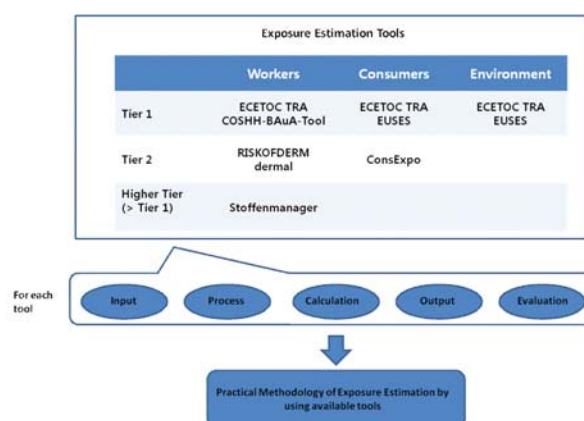 Exposure Estimation Tools
Workers Consumers Environment
Tier 1 ECETOC TRA ECETOC TRA ECETOC TRA
COSHH-BAuA-Tool EUSES EUSES
Tier 2 RISKOFDERM ConsExpo
dermal
Higher Tier
(> Tier 1) Stoffenmanager
For each
tool
Input Process Calculation Output Evaluation
Practical Methodology of Exposure Estimation by
using available tools